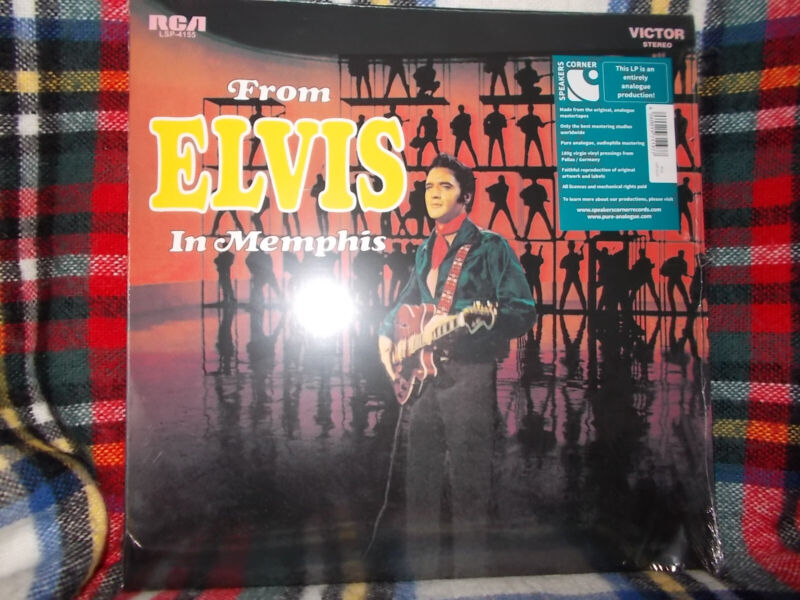 RCA
LSP-4155
VICTOR
STEREO
From
ELVIS
In Memphis
SPEAKERS
CORNER
This LP is an
entirely
analogue
production!
Made from the original, analogue
mastertapes
Only the best mastering studios
worldwide
Pure analogue, audiophile mastering
180g virgin vinyl pressings from
Pallas / Germany
Faithful reproduction of original
artwork and labels
All licences and mechanical rights paid
To learn more about our productions, please visit
www.speakerscornerrecords.com
www.pure-analogue.com